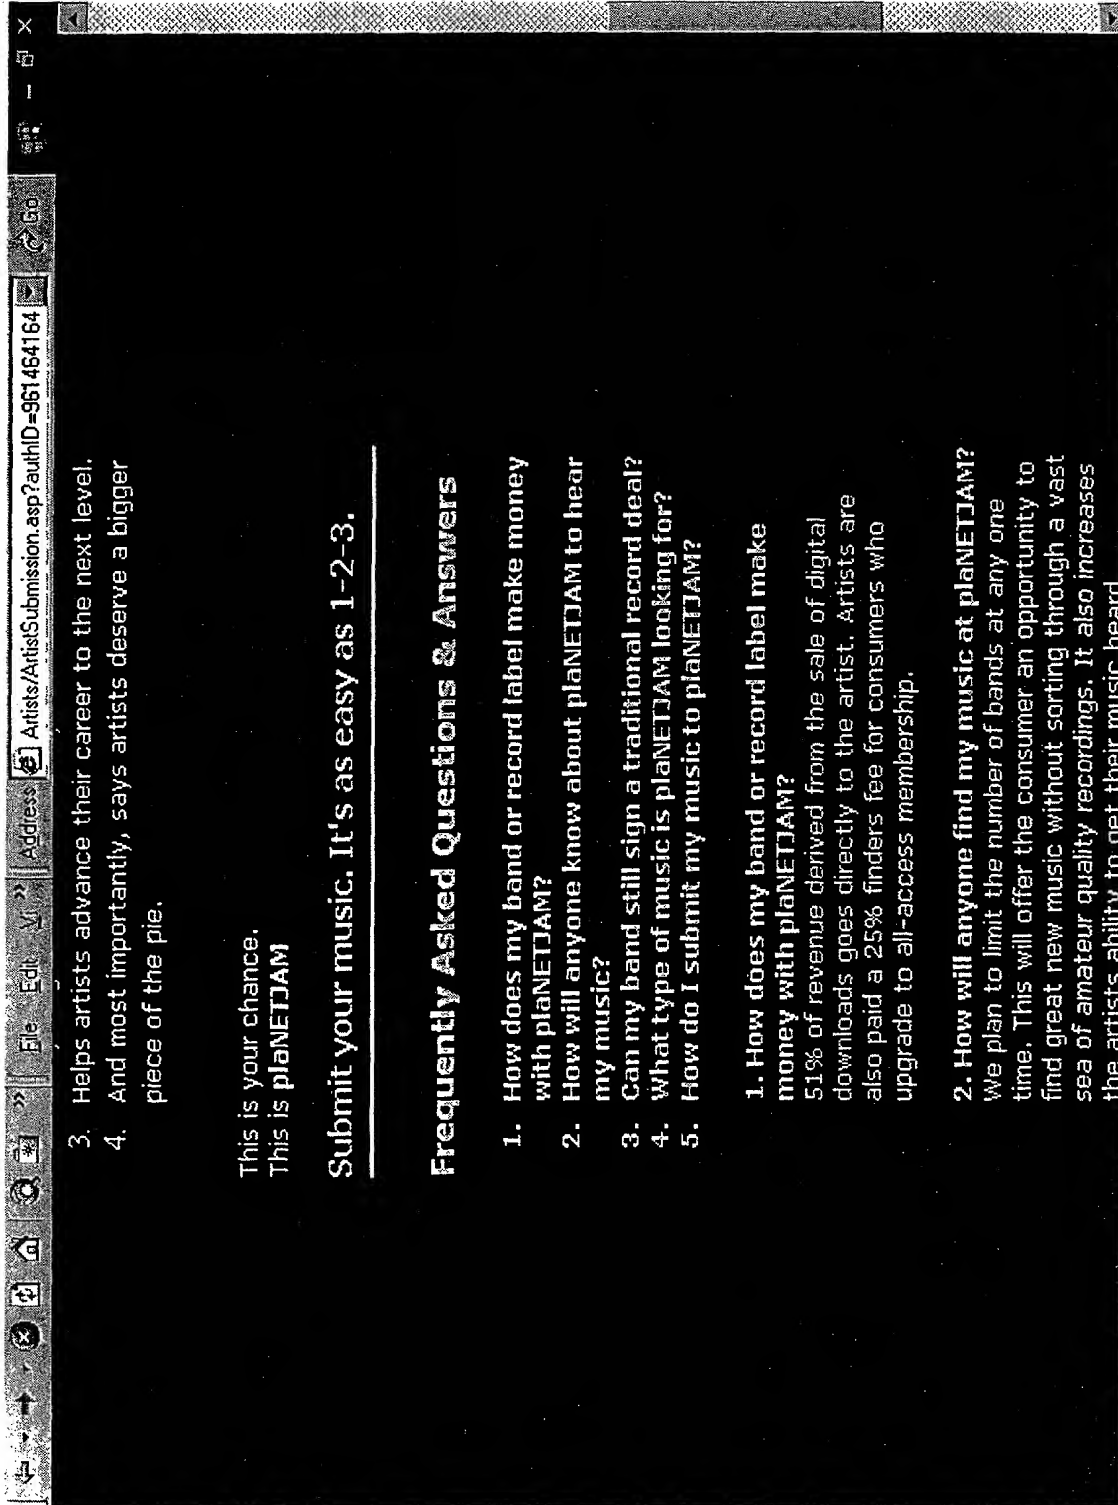 File Edit Vi » Address Artists/ArtistSubmission.asp?authID=961464164 Go
3. Helps artists advance their career to the next level.
4. And most importantly, says artists deserve a bigger
piece of the pie.
This is your chance.
This is plaNETJAM
Submit your music. It's as easy as 1-2-3.
Frequently Asked Questions & Answers
1. How does my band or record label make money
with plaNETJAM?
2. How will anyone know about plaNETJAM to hear
my music?
3. Can my band still sign a traditional record deal?
4. What type of music is plaNETJAM looking for?
5. How do I submit my music to plaNETJAM?
1. How does my band or record label make
money with plaNETJAM?
51% of revenue derived from the sale of digital
downloads goes directly to the artist. Artists are
also paid a 25% finders fee for consumers who
upgrade to all-access membership.
2. How will anyone find my music at plaNETJAM?
We plan to limit the number of bands at any one
time. This will offer the consumer an opportunity to
find great new music without sorting through a vast
sea of amateur quality recordings. It also increases
the artists ability to get their music heard